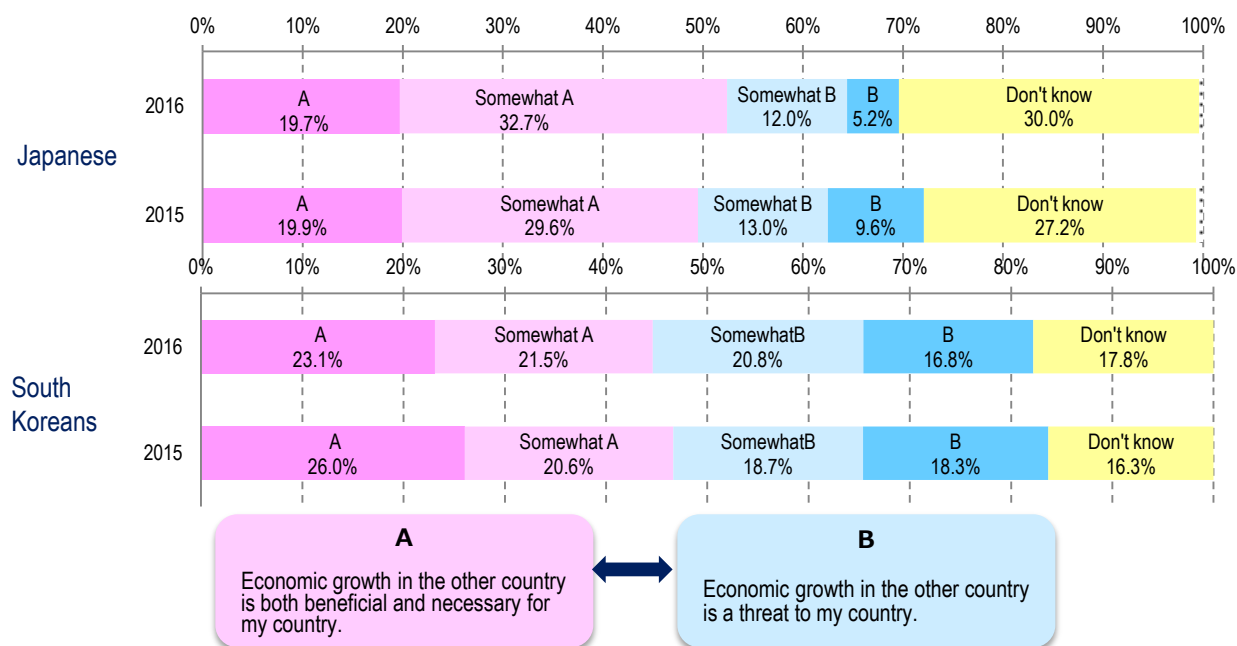 0% 10% 20% 30% 40% 50% 60% 70% 80% 90% 100%
2016
A Somewhat A Somewhat B B Don't know
19.7% 32.7% 12.0% 5.2% 30.0%
Japanese
2015
A Somewhat A Somewhat B B Don't know
19.9% 29.6% 13.0% 9.6% 27.2%
0% 10% 20% 30% 40% 50% 60% 70% 80% 90% 100%
2016
A Somewhat A SomewhatB B Don't know
23.1% 21.5% 20.8% 16.8% 17.8%
South
Koreans
2015
A Somewhat A SomewhatB B Don't know
26.0% 20.6% 18.7% 18.3% 16.3%
A
Economic growth in the other country
is both beneficial and necessary for
my country.
B
Economic growth in the other country
is a threat to my country.